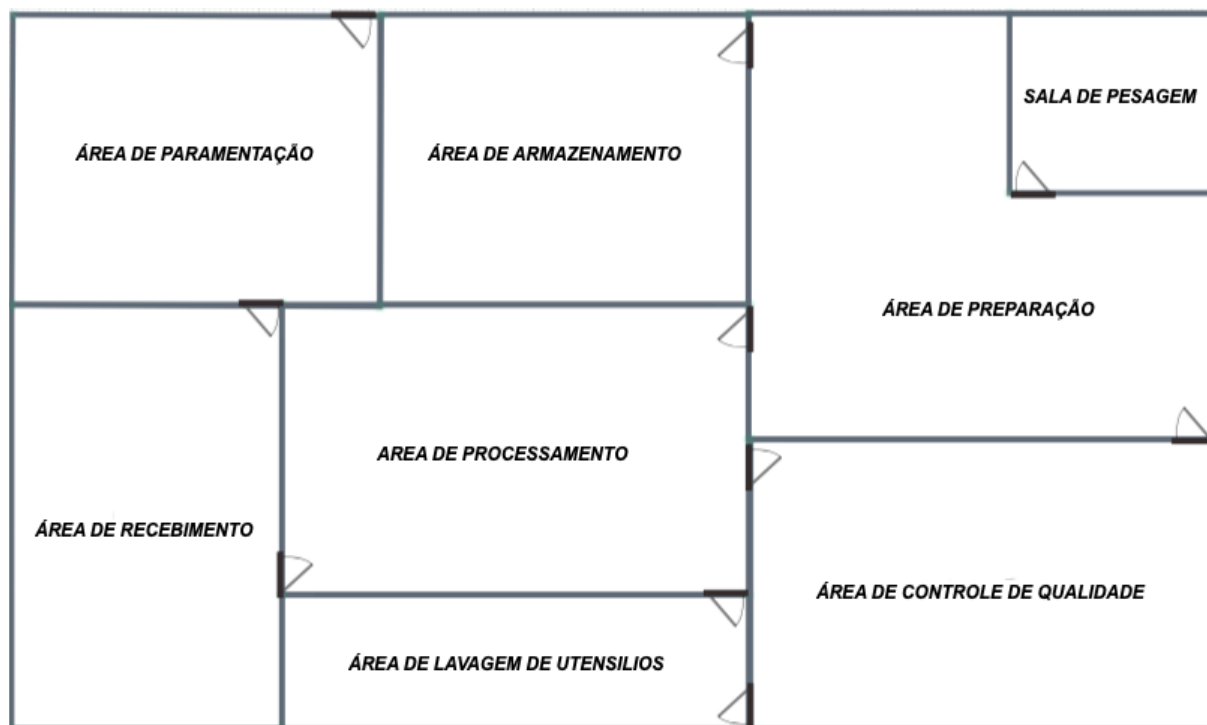 SALA DE PESAGEM
ÁREA DE PARAMENTAÇÃO
ÁREA DE ARMAZENAMENTO
ÁREA DE PREPARAÇÃO
AREA DE PROCESSAMENTO
ÁREA DE RECEBIMENTO
ÁREA DE CONTROLE DE QUALIDADE
ÁREA DE LAVAGEM DE UTENSILIOS